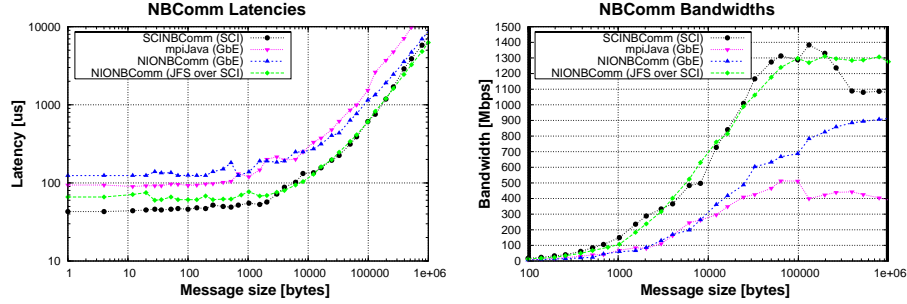 NBComm Latencies
SCINBComm (SCI)
mpiJava (GbE)
NIONBComm (GbE)
NIONBComm (JFS over SCI)
Latency [us]
10000
1000
100
10
1 10 100 1000 10000 100000 1e+06
Message size [bytes]
NBComm Bandwidths
SCINBComm (SCI)
mpiJava (GbE)
NIONBComm (GbE)
NIONBComm (JFS over SCI)
Bandwidth [Mbps]
1500
1400
1300
1200
1100
1000
900
800
700
600
500
400
300
200
100
0
100 1000 10000 100000 1e+06
Message size [bytes]